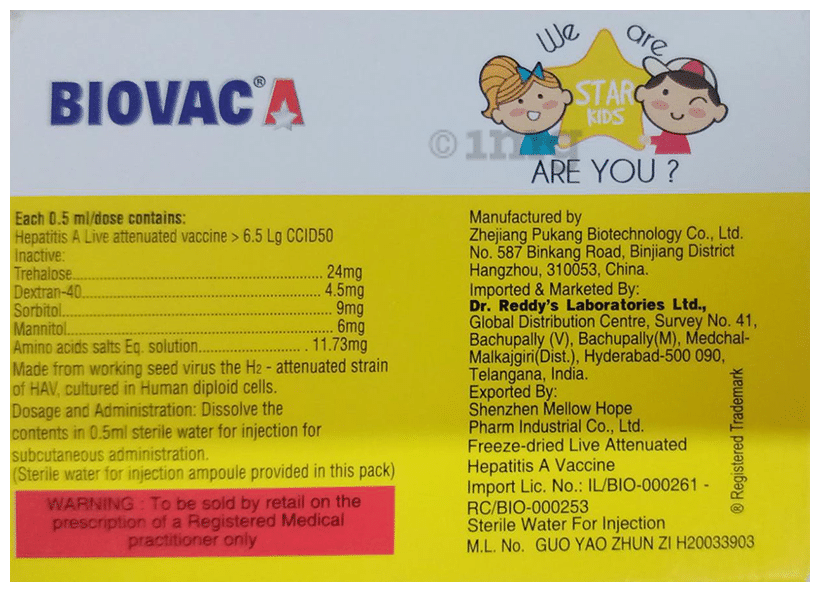 BIOVAC® A
We are
STAR
KIDS
ARE YOU ?
© 1mg
Each 0.5 ml/dose contains:
Hepatitis A Live attenuated vaccine > 6.5 Lg CCID50
Inactive:
Trehalose.......................................................... 24mg
Dextran-40......................................................... 4.5mg
Sorbitol.............................................................. 9mg
Mannitol............................................................. 6mg
Amino acids salts Eq. solution........................ . 11.73mg
Made from working seed virus the H2 - attenuated strain
of HAV, cultured in Human diploid cells.
Dosage and Administration: Dissolve the
contents in 0.5ml sterile water for injection for
subcutaneous administration.
(Sterile water for injection ampoule provided in this pack)
WARNING : To be sold by retail on the
prescription of a Registered Medical
practitioner only
Manufactured by
Zhejiang Pukang Biotechnology Co., Ltd.
No. 587 Binkang Road, Binjiang District
Hangzhou, 310053, China.
Imported & Marketed By:
Dr. Reddy's Laboratories Ltd.,
Global Distribution Centre, Survey No. 41,
Bachupally (V), Bachupally(M), Medchal-
Malkajgiri(Dist.), Hyderabad-500 090,
Telangana, India.
Exported By:
Shenzhen Mellow Hope
Pharm Industrial Co., Ltd.
Freeze-dried Live Attenuated
Hepatitis A Vaccine
Import Lic. No.: IL/BIO-000261 -
RC/BIO-000253
Sterile Water For Injection
M.L. No. GUO YAO ZHUN ZI H20033903
® Registered Trademark